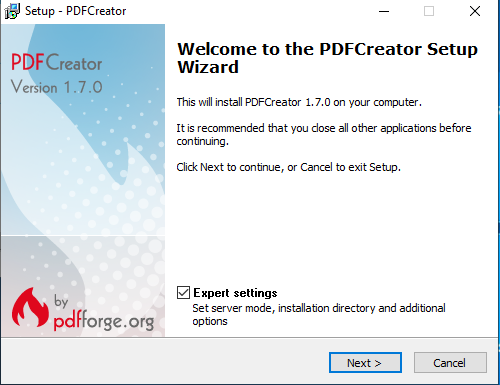 Setup - PDFCreator
PDFCreator
Version 1.7.0
Welcome to the PDFCreator Setup
Wizard
This will install PDFCreator 1.7.0 on your computer.
It is recommended that you close all other applications before
continuing.
Click Next to continue, or Cancel to exit Setup.
Expert settings
Set server mode, installation directory and additional
options
by
pdfforge.org
Next >
Cancel